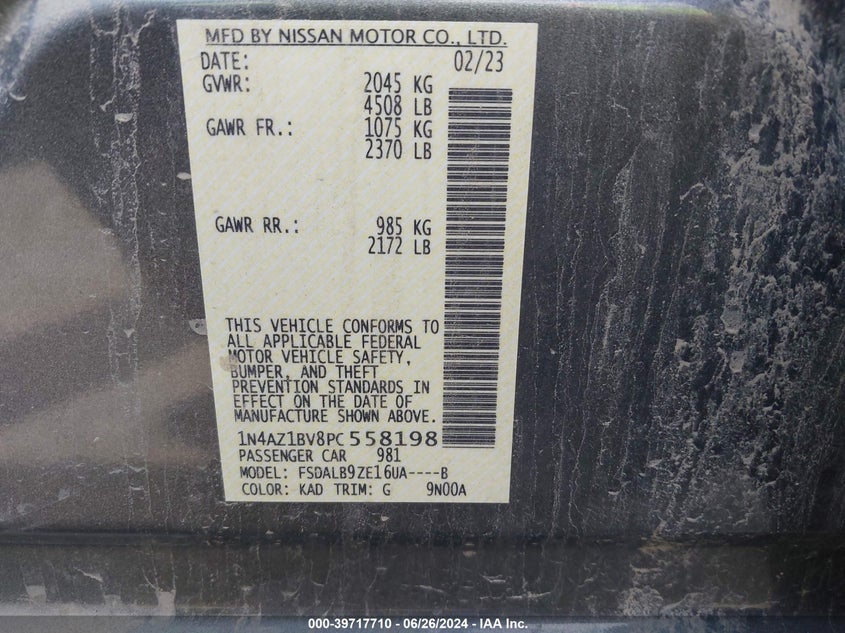 MFD BY NISSAN MOTOR CO., LTD.
DATE: 02/23
GVWR: 2045 KG
4508 LB
GAWR FR.: 1075 KG
2370 LB
GAWR RR.: 985 KG
2172 LB
THIS VEHICLE CONFORMS TO
ALL APPLICABLE FEDERAL
MOTOR VEHICLE SAFETY,
BUMPER, AND THEFT
PREVENTION STANDARDS IN
EFFECT ON THE DATE OF
MANUFACTURE SHOWN ABOVE.
1N4AZ1BV8PC558198
PASSENGER CAR 981
MODEL: FSDALB9ZE16UA----B
COLOR: KAD TRIM: G 9N00A
000-39717710 / 06/26/2024 - IAA Inc.